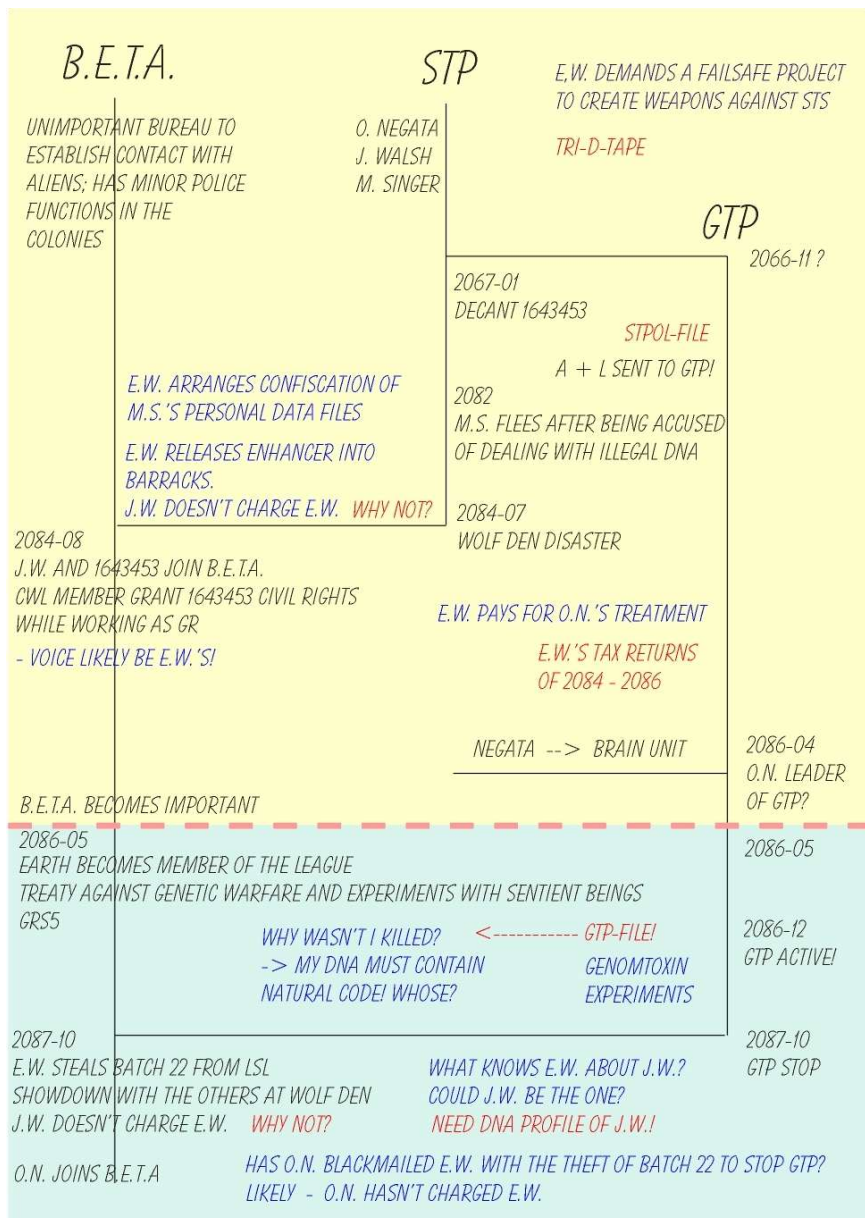 B.E.T.A.
STP
E,W. DEMANDS A FAILSAFE PROJECT
TO CREATE WEAPONS AGAINST STS
TRI-D-TAPE
UNIMPORTANT BUREAU TO
ESTABLISH CONTACT WITH
ALIENS; HAS MINOR POLICE
FUNCTIONS IN THE
COLONIES
O. NEGATA
J. WALSH
M. SINGER
GTP
2066-11 ?
2067-01
DECANT 1643453
STPOL-FILE
A + L SENT TO GTP!
E.W. ARRANGES CONFISCATION OF
M.S.'S PERSONAL DATA FILES
2082
M.S. FLEES AFTER BEING ACCUSED
OF DEALING WITH ILLEGAL DNA
E.W. RELEASES ENHANCER INTO
BARRACKS.
J.W. DOESN'T CHARGE E.W. WHY NOT?
2084-07
WOLF DEN DISASTER
2084-08
J.W. AND 1643453 JOIN B.E.T.A.
CWL MEMBER GRANT 1643453 CIVIL RIGHTS
WHILE WORKING AS GR
- VOICE LIKELY BE E.W.'S!
E.W. PAYS FOR O.N.'S TREATMENT
E.W.'S TAX RETURNS
OF 2084 - 2086
NEGATA --> BRAIN UNIT
2086-04
O.N. LEADER
OF GTP?
B.E.T.A. BECOMES IMPORTANT
2086-05
EARTH BECOMES MEMBER OF THE LEAGUE
TREATY AGAINST GENETIC WARFARE AND EXPERIMENTS WITH SENTIENT BEINGS
GRS5
2086-05
WHY WASN'T I KILLED? <----------- GTP-FILE!
-> MY DNA MUST CONTAIN
NATURAL CODE! WHOSE?
GENOMTOXIN
EXPERIMENTS
2086-12
GTP ACTIVE!
2087-10
E.W. STEALS BATCH 22 FROM LSL
SHOWDOWN WITH THE OTHERS AT WOLF DEN
J.W. DOESN'T CHARGE E.W. WHY NOT?
WHAT KNOWS E.W. ABOUT J.W.?
COULD J.W. BE THE ONE?
NEED DNA PROFILE OF J.W.!
2087-10
GTP STOP
O.N. JOINS B.E.T.A
HAS O.N. BLACKMAILED E.W. WITH THE THEFT OF BATCH 22 TO STOP GTP?
LIKELY - O.N. HASN'T CHARGED E.W.